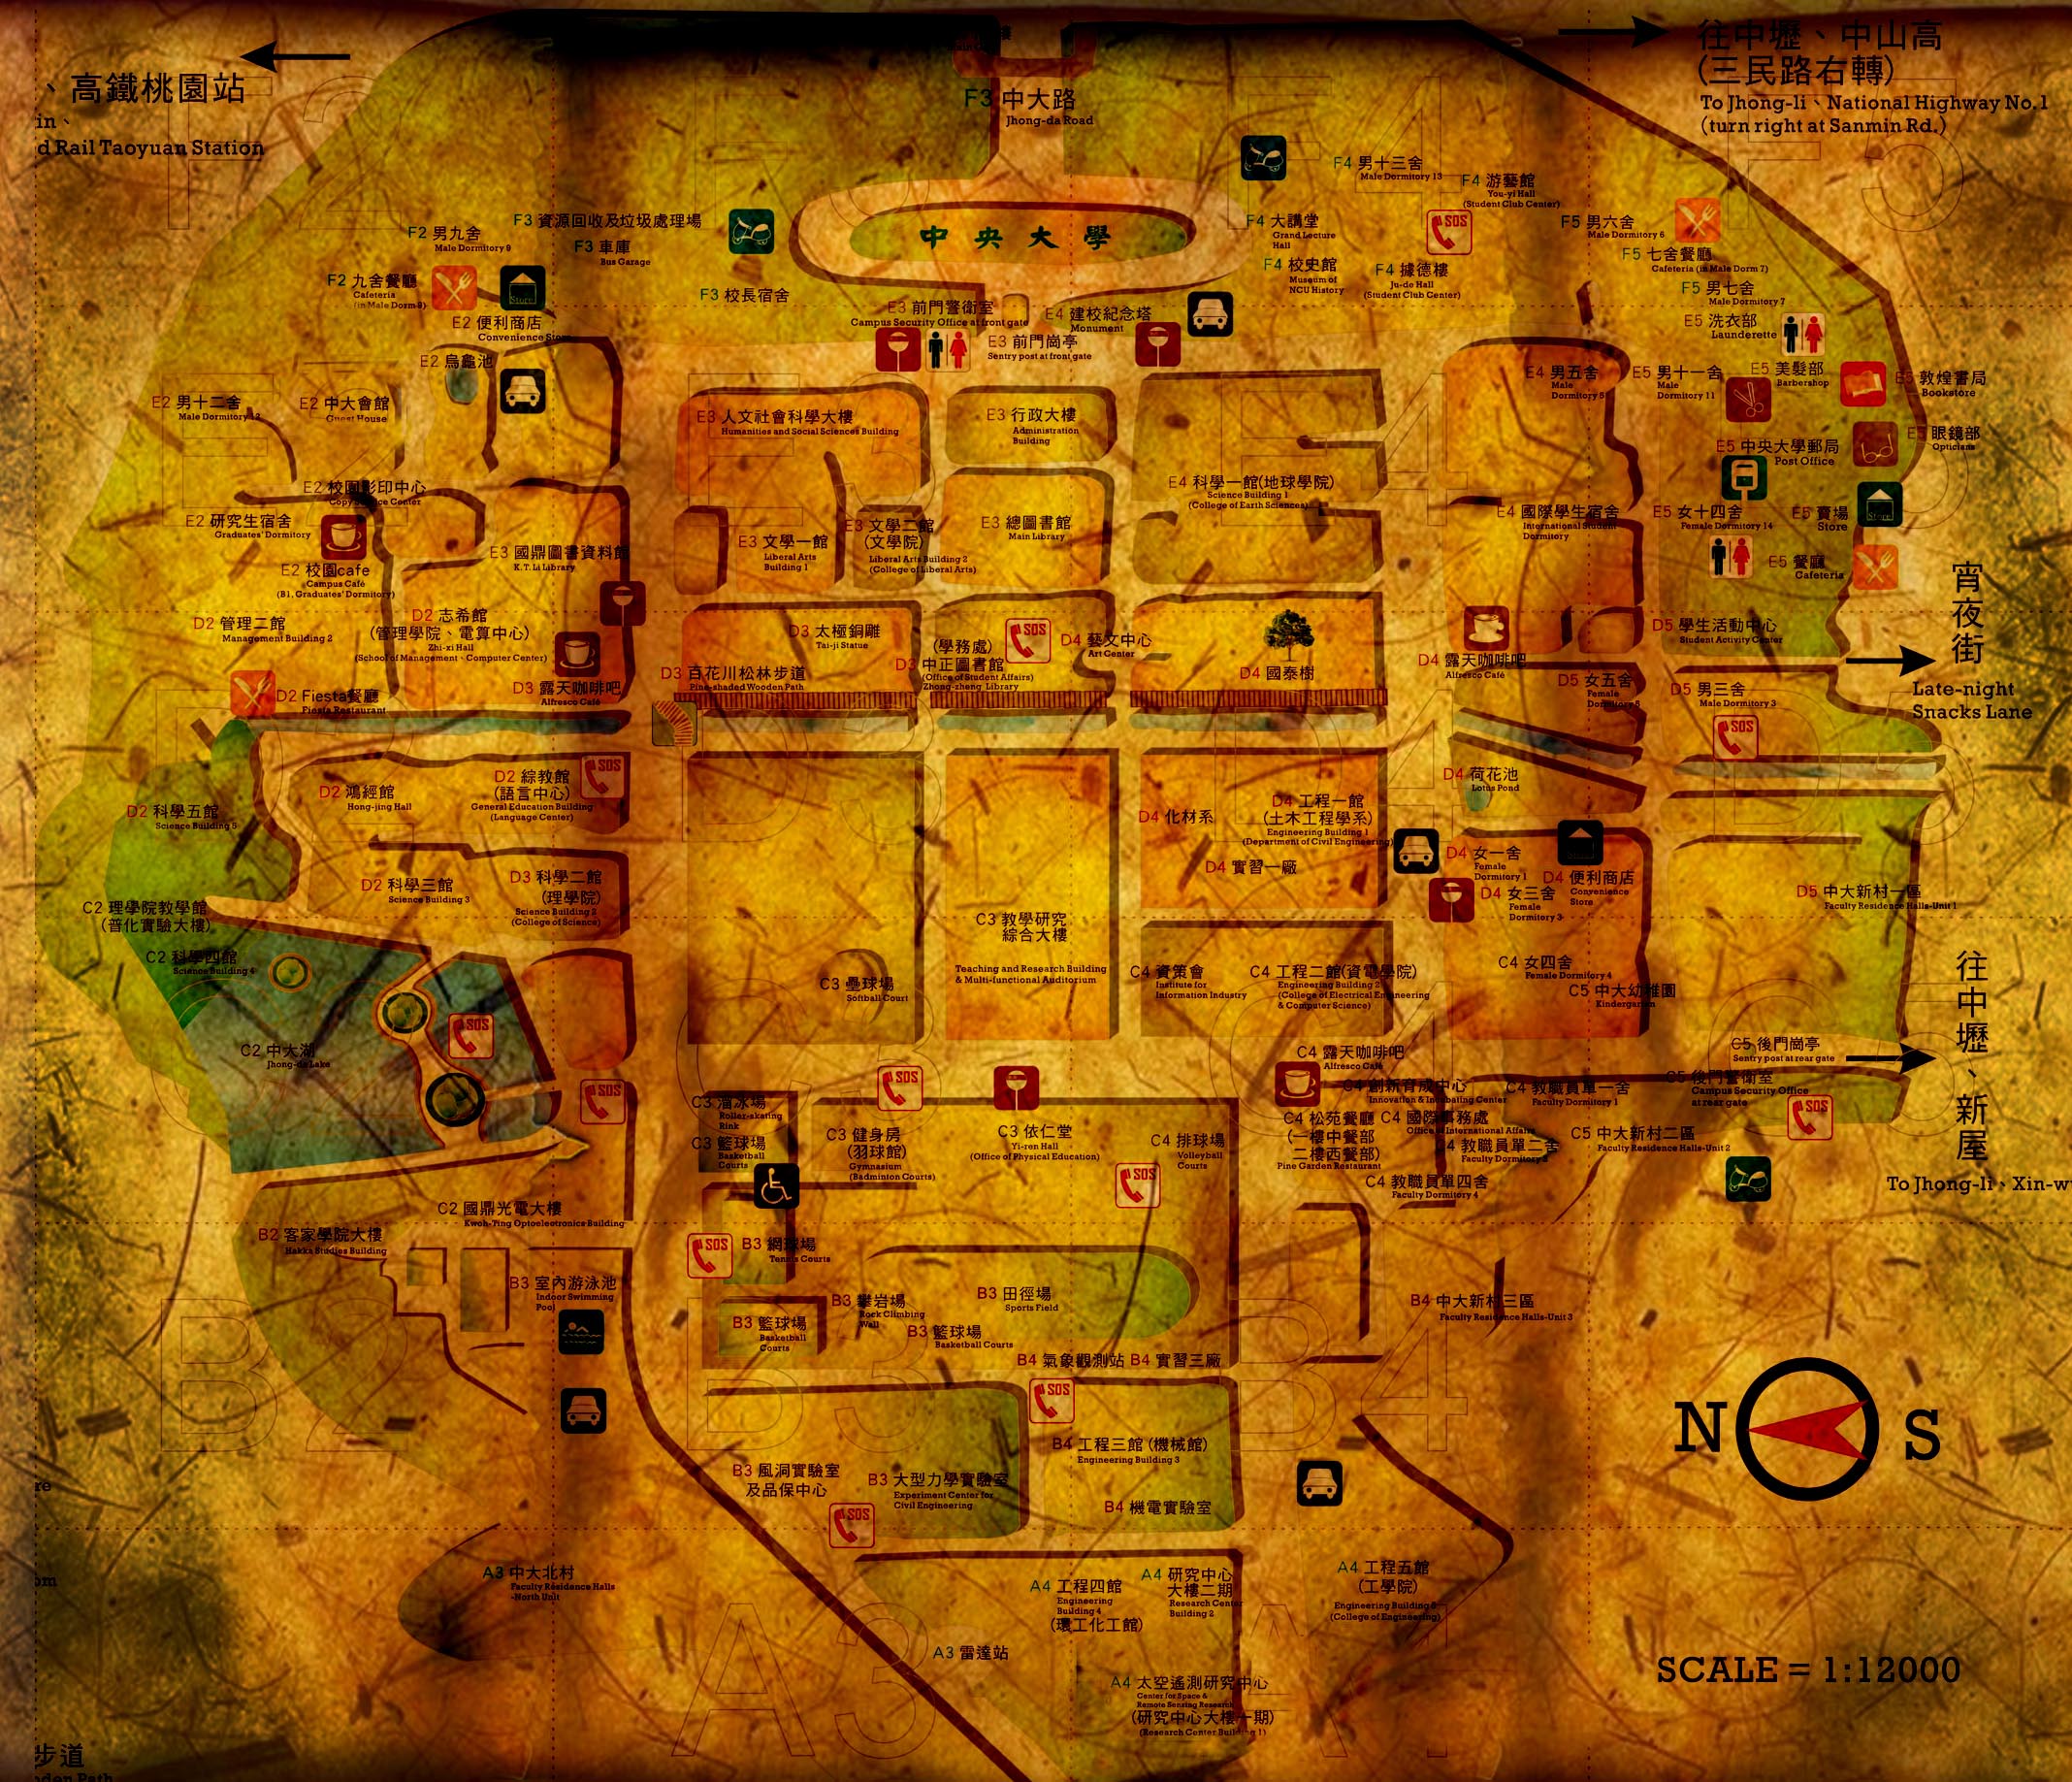 、高鐵桃園站
in、
d Rail Taoyuan Station
往中壢、中山高
(三民路右轉)
To Jhong-li、National Highway No.1
(turn right at Sanmin Rd.)
F3 中大路
Jhong-da Road
中央大學
F4 男十三舍
Male Dormitory 13
F4 游藝館
You-yi Hall
(Student Club Center)
F3 資源回收及垃圾處理場
F3 車庫
Bus Garage
F2 男九舍
Male Dormitory 9
F2 九舍餐廳
Cafeteria
(in Male Dorm 9)
Store
F3 校長宿舍
F4 大講堂
Grand Lecture
Hall
F4 校史館
Museum of
NCU History
SOS
F4 據德樓
Ju-de Hall
(Student Club Center)
F5 男六舍
Male Dormitory 6
F5 七舍餐廳
Cafeteria (in Male Dorm 7)
F5 男七舍
Male Dormitory 7
E2 便利商店
Convenience Store
E2 烏龜池
E3 前門警衛室
Campus Security Office at front gate
E4 建校紀念塔
Monument
E3 前門崗亭
Sentry post at front gate
E5 洗衣部
Launderette
E4 男五舍
Male
Dormitory 5
E5 男十一舍
Male
Dormitory 11
E5 美髮部
Barbershop
E5 敦煌書局
Bookstore
E2 男十二舍
Male Dormitory 12
E2 中大會館
Guest House
E3 人文社會科學大樓
Humanities and Social Sciences Building
E3 行政大樓
Administration
Building
E5 中央大學郵局
Post Office
E5 眼鏡部
Opticians
E2 校園影印中心
Copy Service Center
E4 科學一館(地球學院)
Science Building 1
(College of Earth Sciences)
E2 研究生宿舍
Graduates' Dormitory
E3 文學一館
Liberal Arts
Building 1
E3 文學二館
(文學院)
Liberal Arts Building 2
(College of Liberal Arts)
E3 總圖書館
Main Library
E4 國際學生宿舍
International Student
Dormitory
E5 女十四舍
Female Dormitory 14
E5 賣場
Store
Store
E3 國鼎圖書資料館
K.T. Li Library
E2 校園cafe
Campus Café
(B1, Graduates' Dormitory)
E5 餐廳
Cafeteria
宵夜街
Late-night
Snacks Lane
D2 管理二館
Management Building 2
D2 志希館
(管理學院、電算中心)
Zhi-xi Hall
(School of Management、Computer Center)
D3 太極銅雕
Tai-ji Statue
SOS
(學務處)
D3 中正圖書館
(Office of Student Affairs)
Zhong-zheng Library
D4 藝文中心
Art Center
D4 國泰樹
D4 露天咖啡吧
Alfresco Café
D5 學生活動中心
Student Activity Center
D2 Fiesta餐廳
Fiesta Restaurant
D3 露天咖啡吧
Alfresco Café
D3 百花川松林步道
Pine-shaded Wooden Path
D5 女五舍
Female
Dormitory 5
D5 男三舍
Male Dormitory 3
SOS
D2 鴻經館
Hong-jing Hall
D2 綜教館
(語言中心)
General Education Building
(Language Center)
SOS
D4 荷花池
Lotus Pond
D2 科學五館
Science Building 5
D4 化材系
D4 工程一館
(土木工程學系)
Engineering Building 1
(Department of Civil Engineering)
D4 實習一廠
D4 女一舍
Female
Dormitory 1
D4 便利商店
Convenience
Store
D4 女三舍
Female
Dormitory 3
D2 科學三館
Science Building 3
D3 科學二館
(理學院)
Science Building 2
(College of Science)
D5 中大新村一區
Faculty Residence Halls-Unit 1
C2 理學院教學館
(普化實驗大樓)
C2 科學四館
Science Building 4
C3 教學研究
綜合大樓
Teaching and Research Building
& Multi-functional Auditorium
C3 壘球場
Softball Court
C4 資策會
Institute for
Information Industry
C4 工程二館(資電學院)
Engineering Building 2
(College of Electrical Engineering
& Computer Science)
C4 女四舍
Female Dormitory 4
C5 中大幼稚園
Kindergarten
往中壢、新屋
To Jhong-li、Xin-wu
C2 中大湖
Jhong-da Lake
SOS
C4 露天咖啡吧
Alfresco Café
C5 後門崗亭
Sentry post at rear gate
C5 後門警衛室
Campus Security Office
at rear gate
SOS
C3 溜冰場
Roller-skating
Rink
C3 籃球場
Basketball
Courts
SOS
SOS
C3 健身房
(羽球館)
Gymnasium
(Badminton Courts)
C3 依仁堂
Yi-ren Hall
(Office of Physical Education)
C4 排球場
Volleyball
Courts
SOS
C4 創新育成中心
Innovation & Incubating Center
C4 教職員單一舍
Faculty Dormitory 1
C4 松苑餐廳
(一樓中餐部
二樓西餐部)
Pine Garden Restaurant
C4 國際事務處
Office of International Affairs
C4 教職員單二舍
Faculty Dormitory 2
C4 教職員單四舍
Faculty Dormitory 4
C5 中大新村二區
Faculty Residence Halls-Unit 2
C2 國鼎光電大樓
Kwoh-Ting Optoelectronics Building
B2 客家學院大樓
Hakka Studies Building
B3 室內游泳池
Indoor Swimming
Pool
SOS
B3 網球場
Tennis Courts
B3 籃球場
Basketball
Courts
B3 攀岩場
Rock Climbing
Wall
B3 籃球場
Basketball Courts
B3 田徑場
Sports Field
B4 中大新村三區
Faculty Residence Halls-Unit 3
B4 氣象觀測站
B4 實習三廠
SOS
B4 工程三館 (機械館)
Engineering Building 3
B3 風洞實驗室
及品保中心
B3 大型力學實驗室
Experiment Center for
Civil Engineering
SOS
B4 機電實驗室
N
S
re
om
A3 中大北村
Faculty Residence Halls
-North Unit
A4 工程四館
Engineering
Building 4
(環工化工館)
A4 研究中心
大樓二期
Research Center
Building 2
A4 工程五館
(工學院)
Engineering Building 5
(College of Engineering)
A3 雷達站
A4 太空遙測研究中心
Center for Space &
Remote Sensing Research
(研究中心大樓一期)
(Research Center Building 1)
SCALE = 1:12000
步道
oden Path
F2
F4
F5
E2
E3
E4
D3
D4
C3
C4
B2
B3
B4
A3
A4